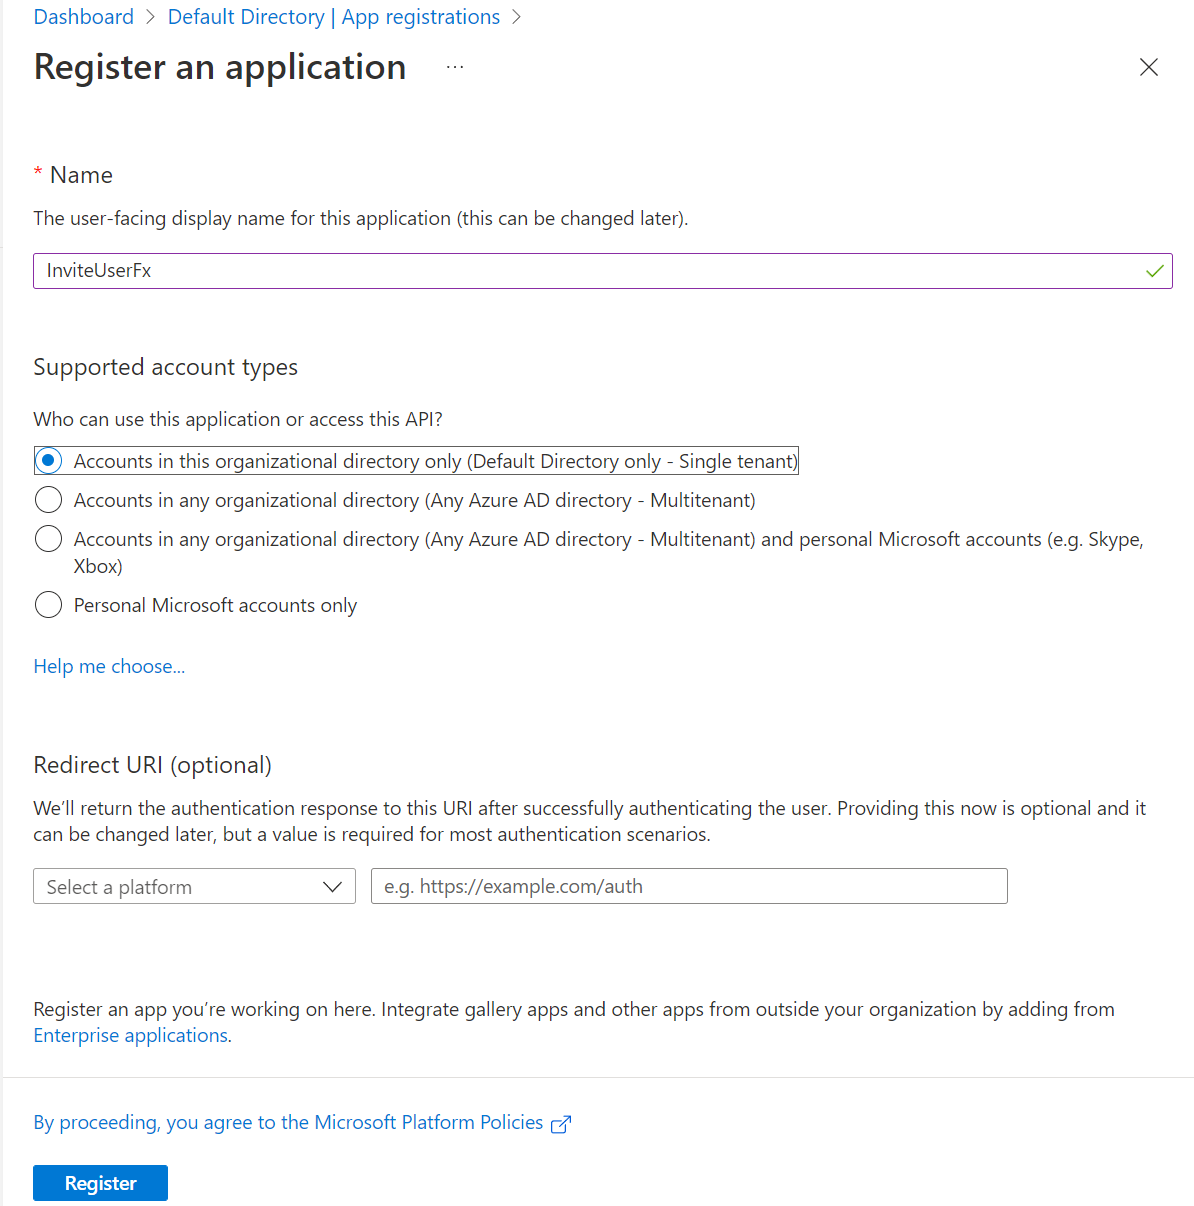 Dashboard > Default Directory | App registrations >
Register an application ...
* Name
The user-facing display name for this application (this can be changed later).
InviteUserFx
Supported account types
Who can use this application or access this API?
Accounts in this organizational directory only (Default Directory only - Single tenant)
Accounts in any organizational directory (Any Azure AD directory - Multitenant)
Accounts in any organizational directory (Any Azure AD directory - Multitenant) and personal Microsoft accounts (e.g. Skype,
Xbox)
Personal Microsoft accounts only
Help me choose...
Redirect URI (optional)
We’ll return the authentication response to this URI after successfully authenticating the user. Providing this now is optional and it
can be changed later, but a value is required for most authentication scenarios.
Select a platform
e.g. https://example.com/auth
Register an app you’re working on here. Integrate gallery apps and other apps from outside your organization by adding from
Enterprise applications.
By proceeding, you agree to the Microsoft Platform Policies
Register